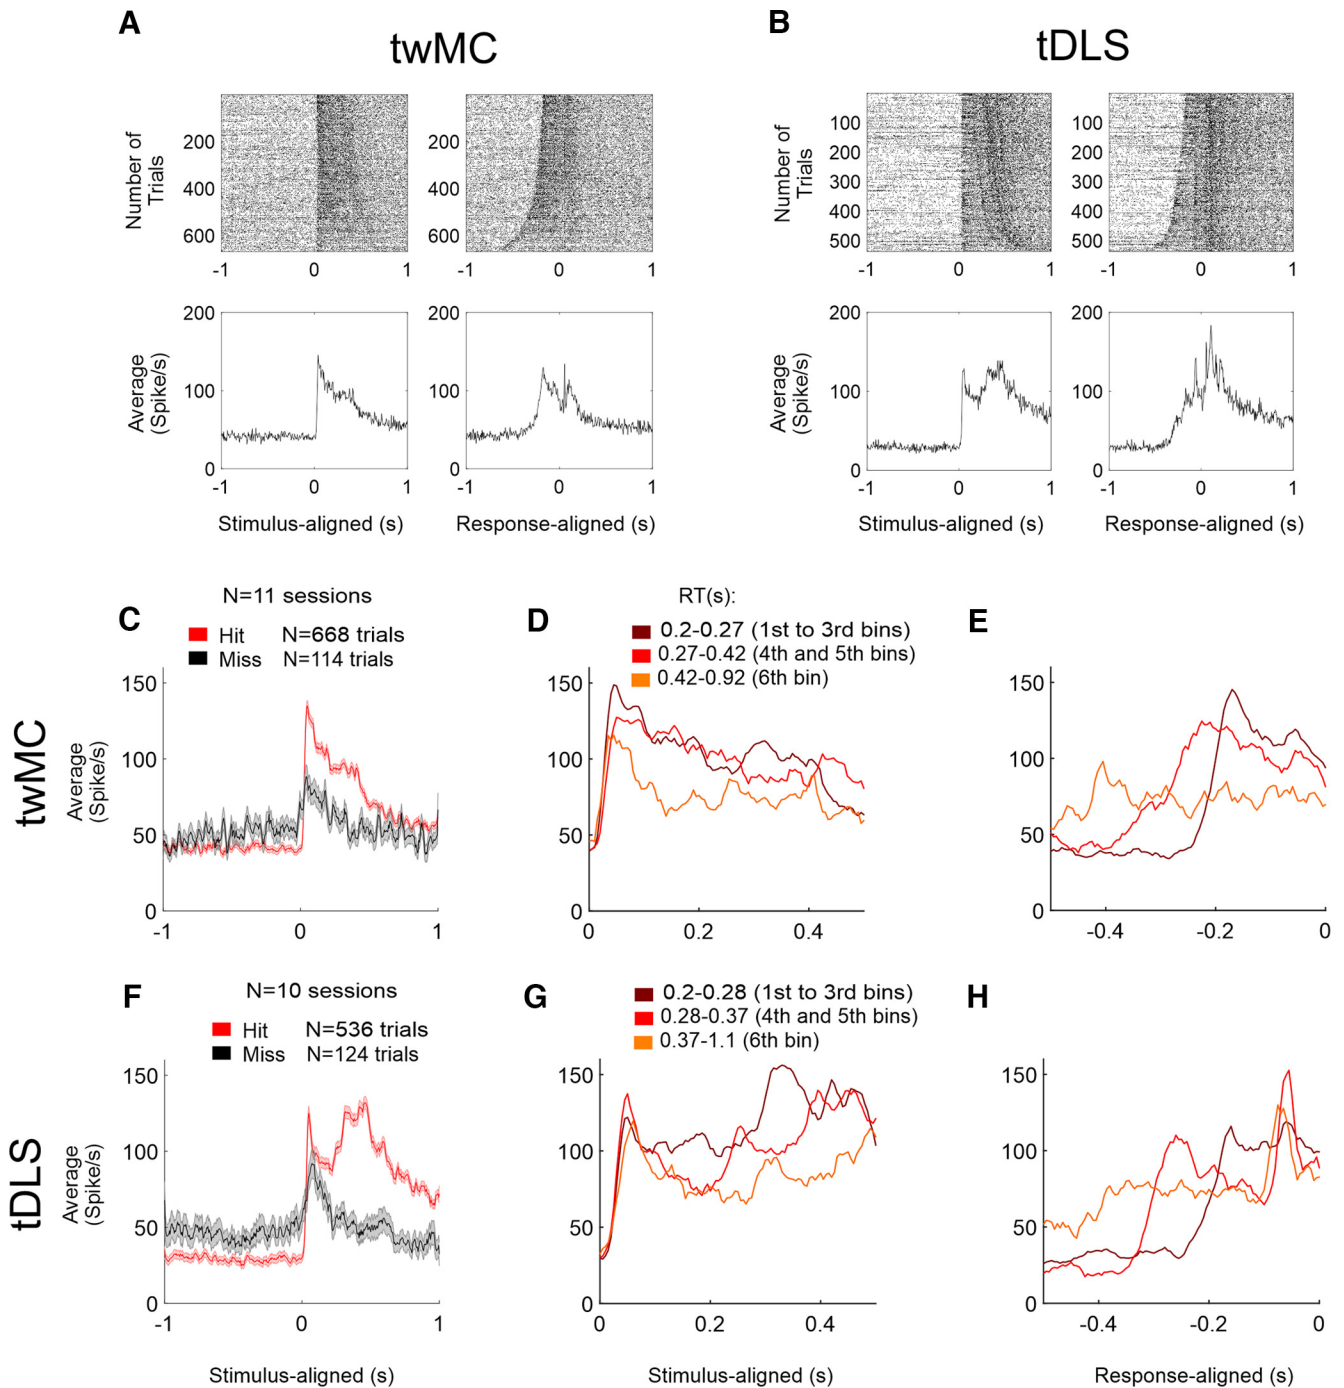 A
B
twMC
tDLS
Number of
Trials
200
400
600
-1
0
1
-1
0
1
Number of
Trials
100
200
300
400
500
-1
0
1
100
200
300
400
500
-1
0
1
Average
(Spike/s)
200
100
0
-1
0
1
200
100
0
-1
0
1
Average
(Spike/s)
200
100
0
-1
0
1
200
100
0
-1
0
1
Stimulus-aligned (s)
Response-aligned (s)
Stimulus-aligned (s)
Response-aligned (s)
twMC
C
N=11 sessions
Hit N=668 trials
Miss N=114 trials
Average
(Spike/s)
150
100
50
0
-1
0
1
D
RT(s):
0.2-0.27 (1st to 3rd bins)
0.27-0.42 (4th and 5th bins)
0.42-0.92 (6th bin)
150
100
50
0
0
0.2
0.4
E
150
100
50
0
-0.4
-0.2
0
tDLS
F
N=10 sessions
Hit N=536 trials
Miss N=124 trials
Average
(Spike/s)
150
100
50
0
-1
0
1
Stimulus-aligned (s)
G
0.2-0.28 (1st to 3rd bins)
0.28-0.37 (4th and 5th bins)
0.37-1.1 (6th bin)
150
100
50
0
0
0.2
0.4
Stimulus-aligned (s)
H
150
100
50
0
-0.4
-0.2
0
Response-aligned (s)